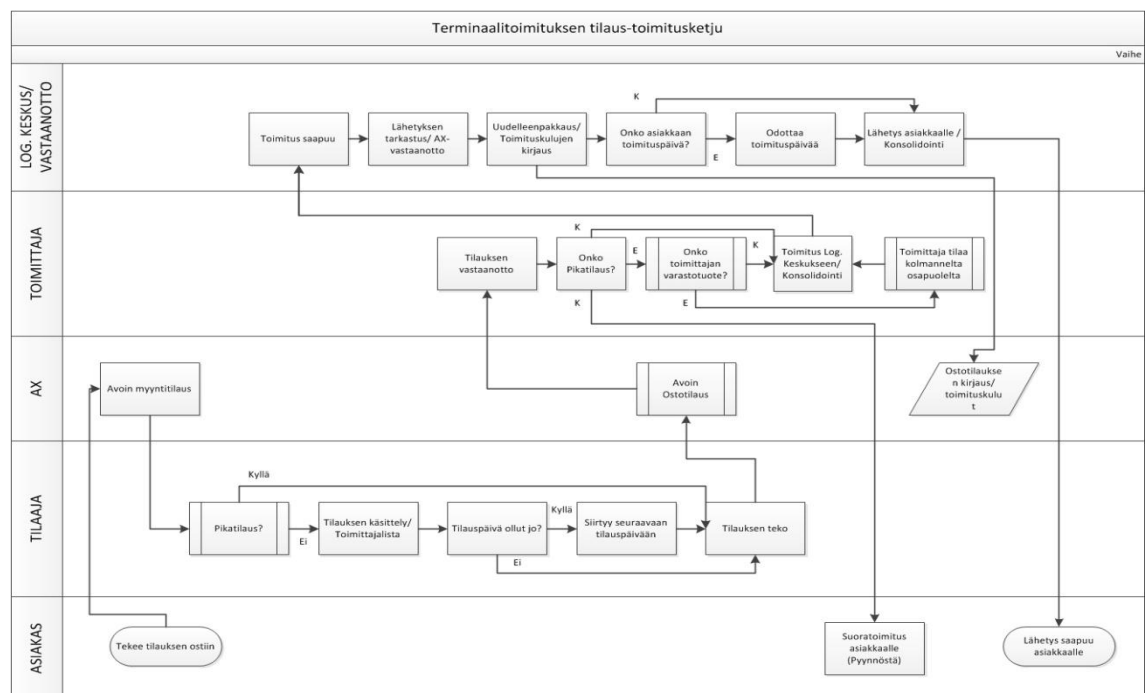 Terminaalitoimituksen tilaus-toimitusketju
Vaihe
LOG. KESKUS/
VASTAANOTTO
K
Toimitus saapuu
Lähetyksen
tarkastus/ AX-
vastaanotto
Uudelleenpakkaus/
Toimituskulujen
kirjaus
Onko asiakkaan
toimituspäivä?
E
Odottaa
toimituspäivää
Lähetys asiakkaalle /
Konsolidointi
TOIMITTAJA
Tilauksen
vastaanotto
K
Onko
Pikatilaus?
E
K
Onko
toimittajan
varastotuote?
K
E
Toimitus Log.
Keskukseen/
Konsolidointi
Toimittaja tilaa
kolmannelta
osapuolelta
AX
Avoin myyntitilaus
Avoin
Ostotilaus
Ostotilaukse
n kirjaus/
toimituskulu
t
TILAAJA
Kyllä
Pikatilaus?
Ei
Tilauksen käsittely/
Toimittajalista
Tilauspäivä ollut jo?
Kyllä
Ei
Siirtyy seuraavaan
tilauspäivään
Tilauksen teko
ASIAKAS
Tekee tilauksen ostiin
Suoratoimitus
asiakkaalle
(Pyynnöstä)
Lähetys saapuu
asiakkaalle